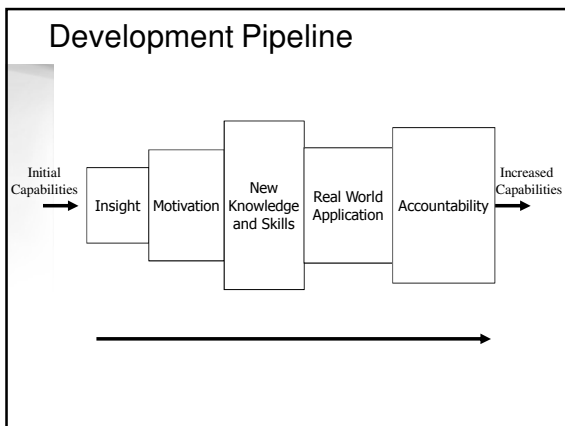 Development Pipeline
Initial
Capabilities
Insight
Motivation
New
Knowledge
and Skills
Real World
Application
Accountability
Increased
Capabilities